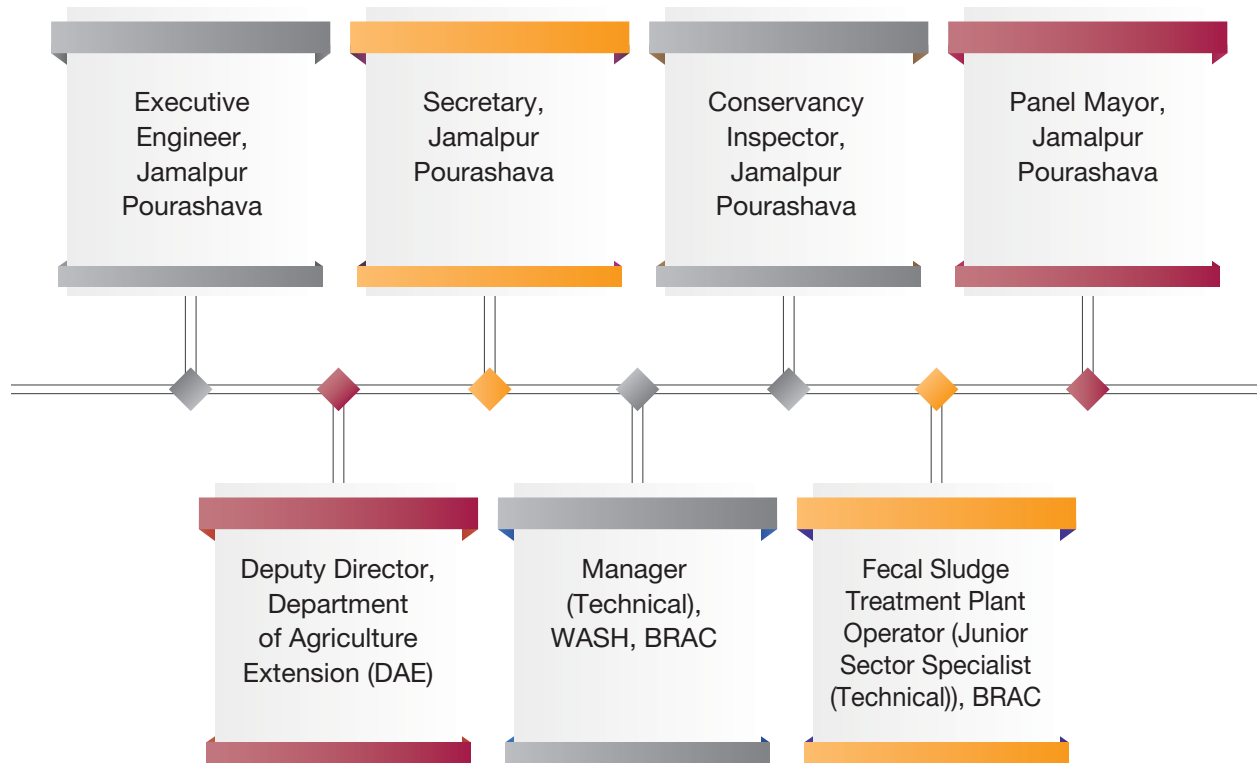 Executive
Engineer,
Jamalpur
Pourashava
Secretary,
Jamalpur
Pourashava
Conservancy
Inspector,
Jamalpur
Pourashava
Panel Mayor,
Jamalpur
Pourashava
Deputy Director,
Department
of Agriculture
Extension (DAE)
Manager
(Technical),
WASH, BRAC
Fecal Sludge
Treatment Plant
Operator (Junior
Sector Specialist
(Technical)), BRAC